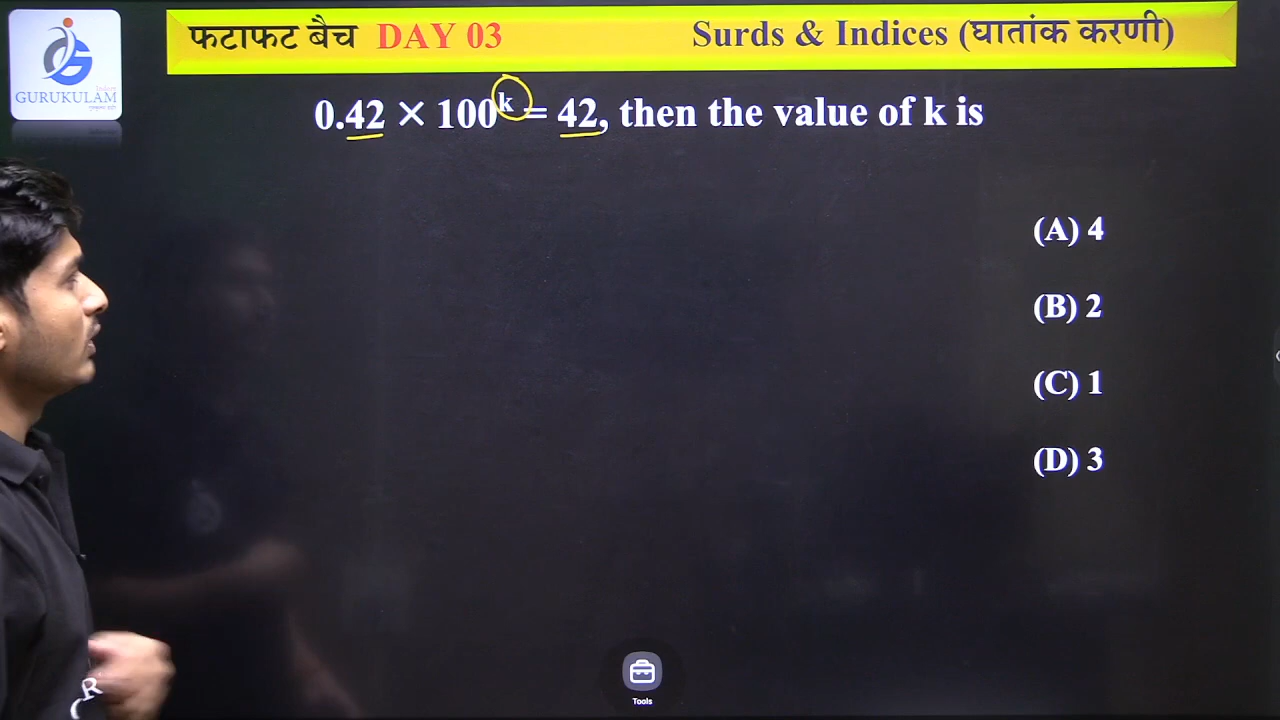 फटाफट बैच DAY 03
Surds & Indices (घातांक करणी)
GURUKULAM
0.42 × 100^k = 42, then the value of k is
(A) 4
(B) 2
(C) 1
(D) 3
Tools